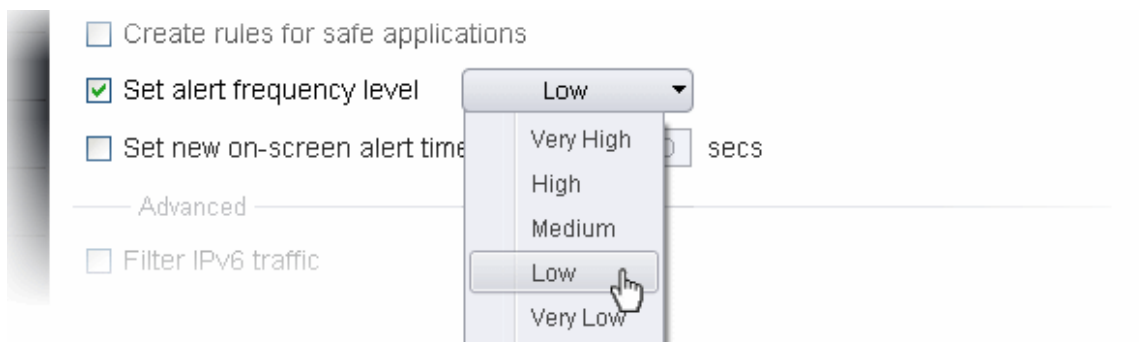 Create rules for safe applications
Set alert frequency level Low
Set new on-screen alert time secs
Very High
High
Advanced
Medium
Filter IPv6 traffic
Low
Very Low